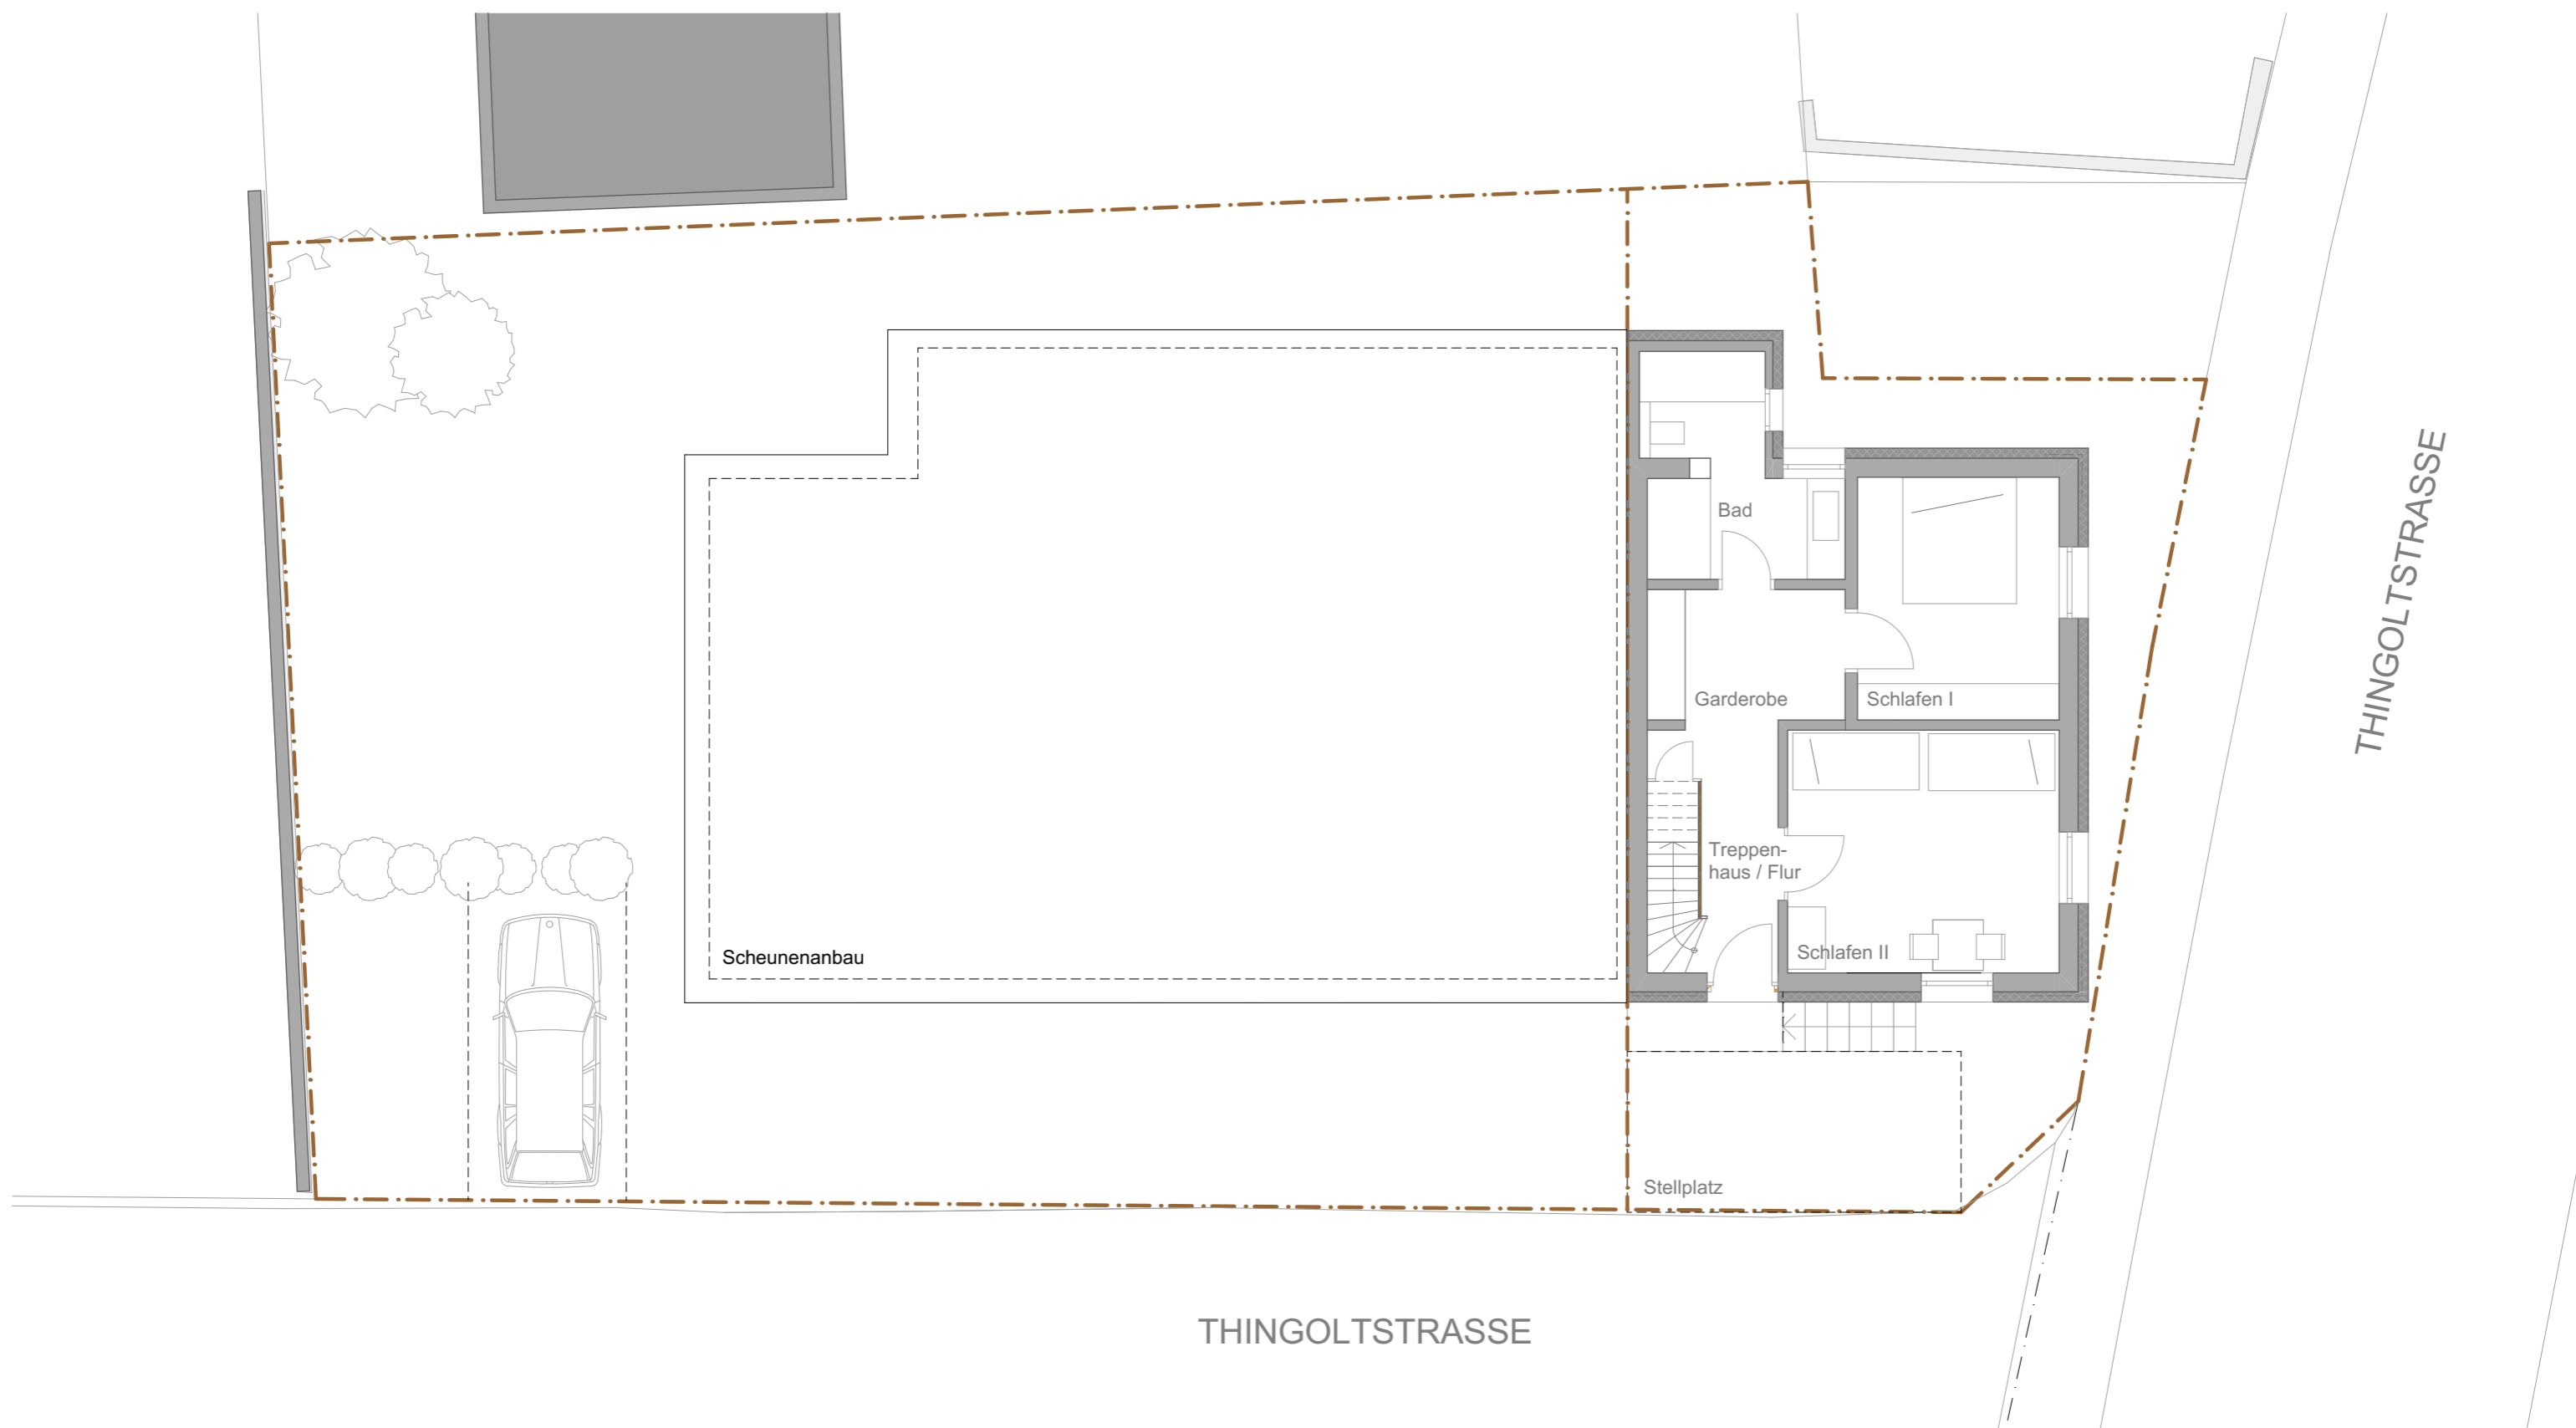 THINGOLTSTRASSE
Bad
Garderobe
Schlafen I
Treppen-
haus / Flur
Schlafen II
Scheunenanbau
Stellplatz
THINGOLTSTRASSE